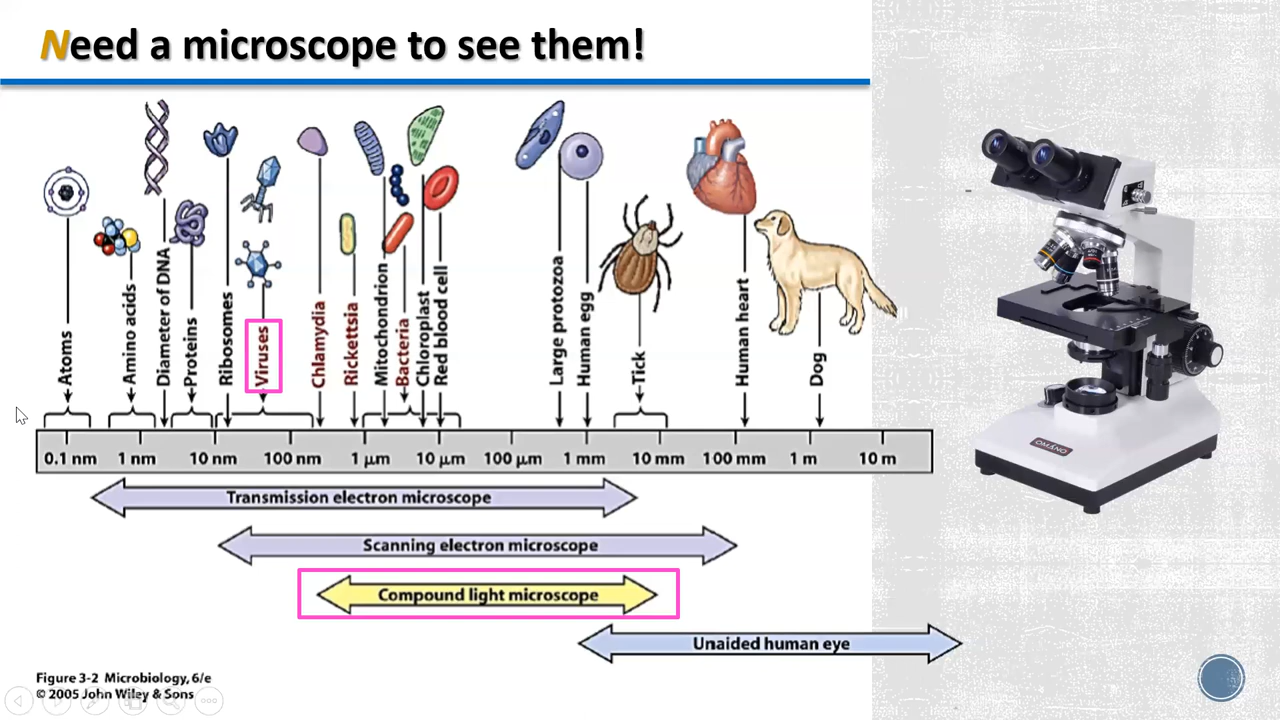 Need a microscope to see them!
Atoms
Amino acids
Diameter of DNA
Proteins
Ribosomes
Viruses
Chlamydia
Rickettsia
Mitochondrion
Bacteria
Chloroplast
Red blood cell
Large protozoa
Human egg
Tick
Human heart
Dog
0.1 nm 1 nm 10 nm 100 nm 1 μm 10 μm 100 μm 1 mm 10 mm 100 mm 1 m 10 m
Transmission electron microscope
Scanning electron microscope
Compound light microscope
Unaided human eye
Figure 3-2 Microbiology, 6/e
© 2005 John Wiley & Sons
OMANO